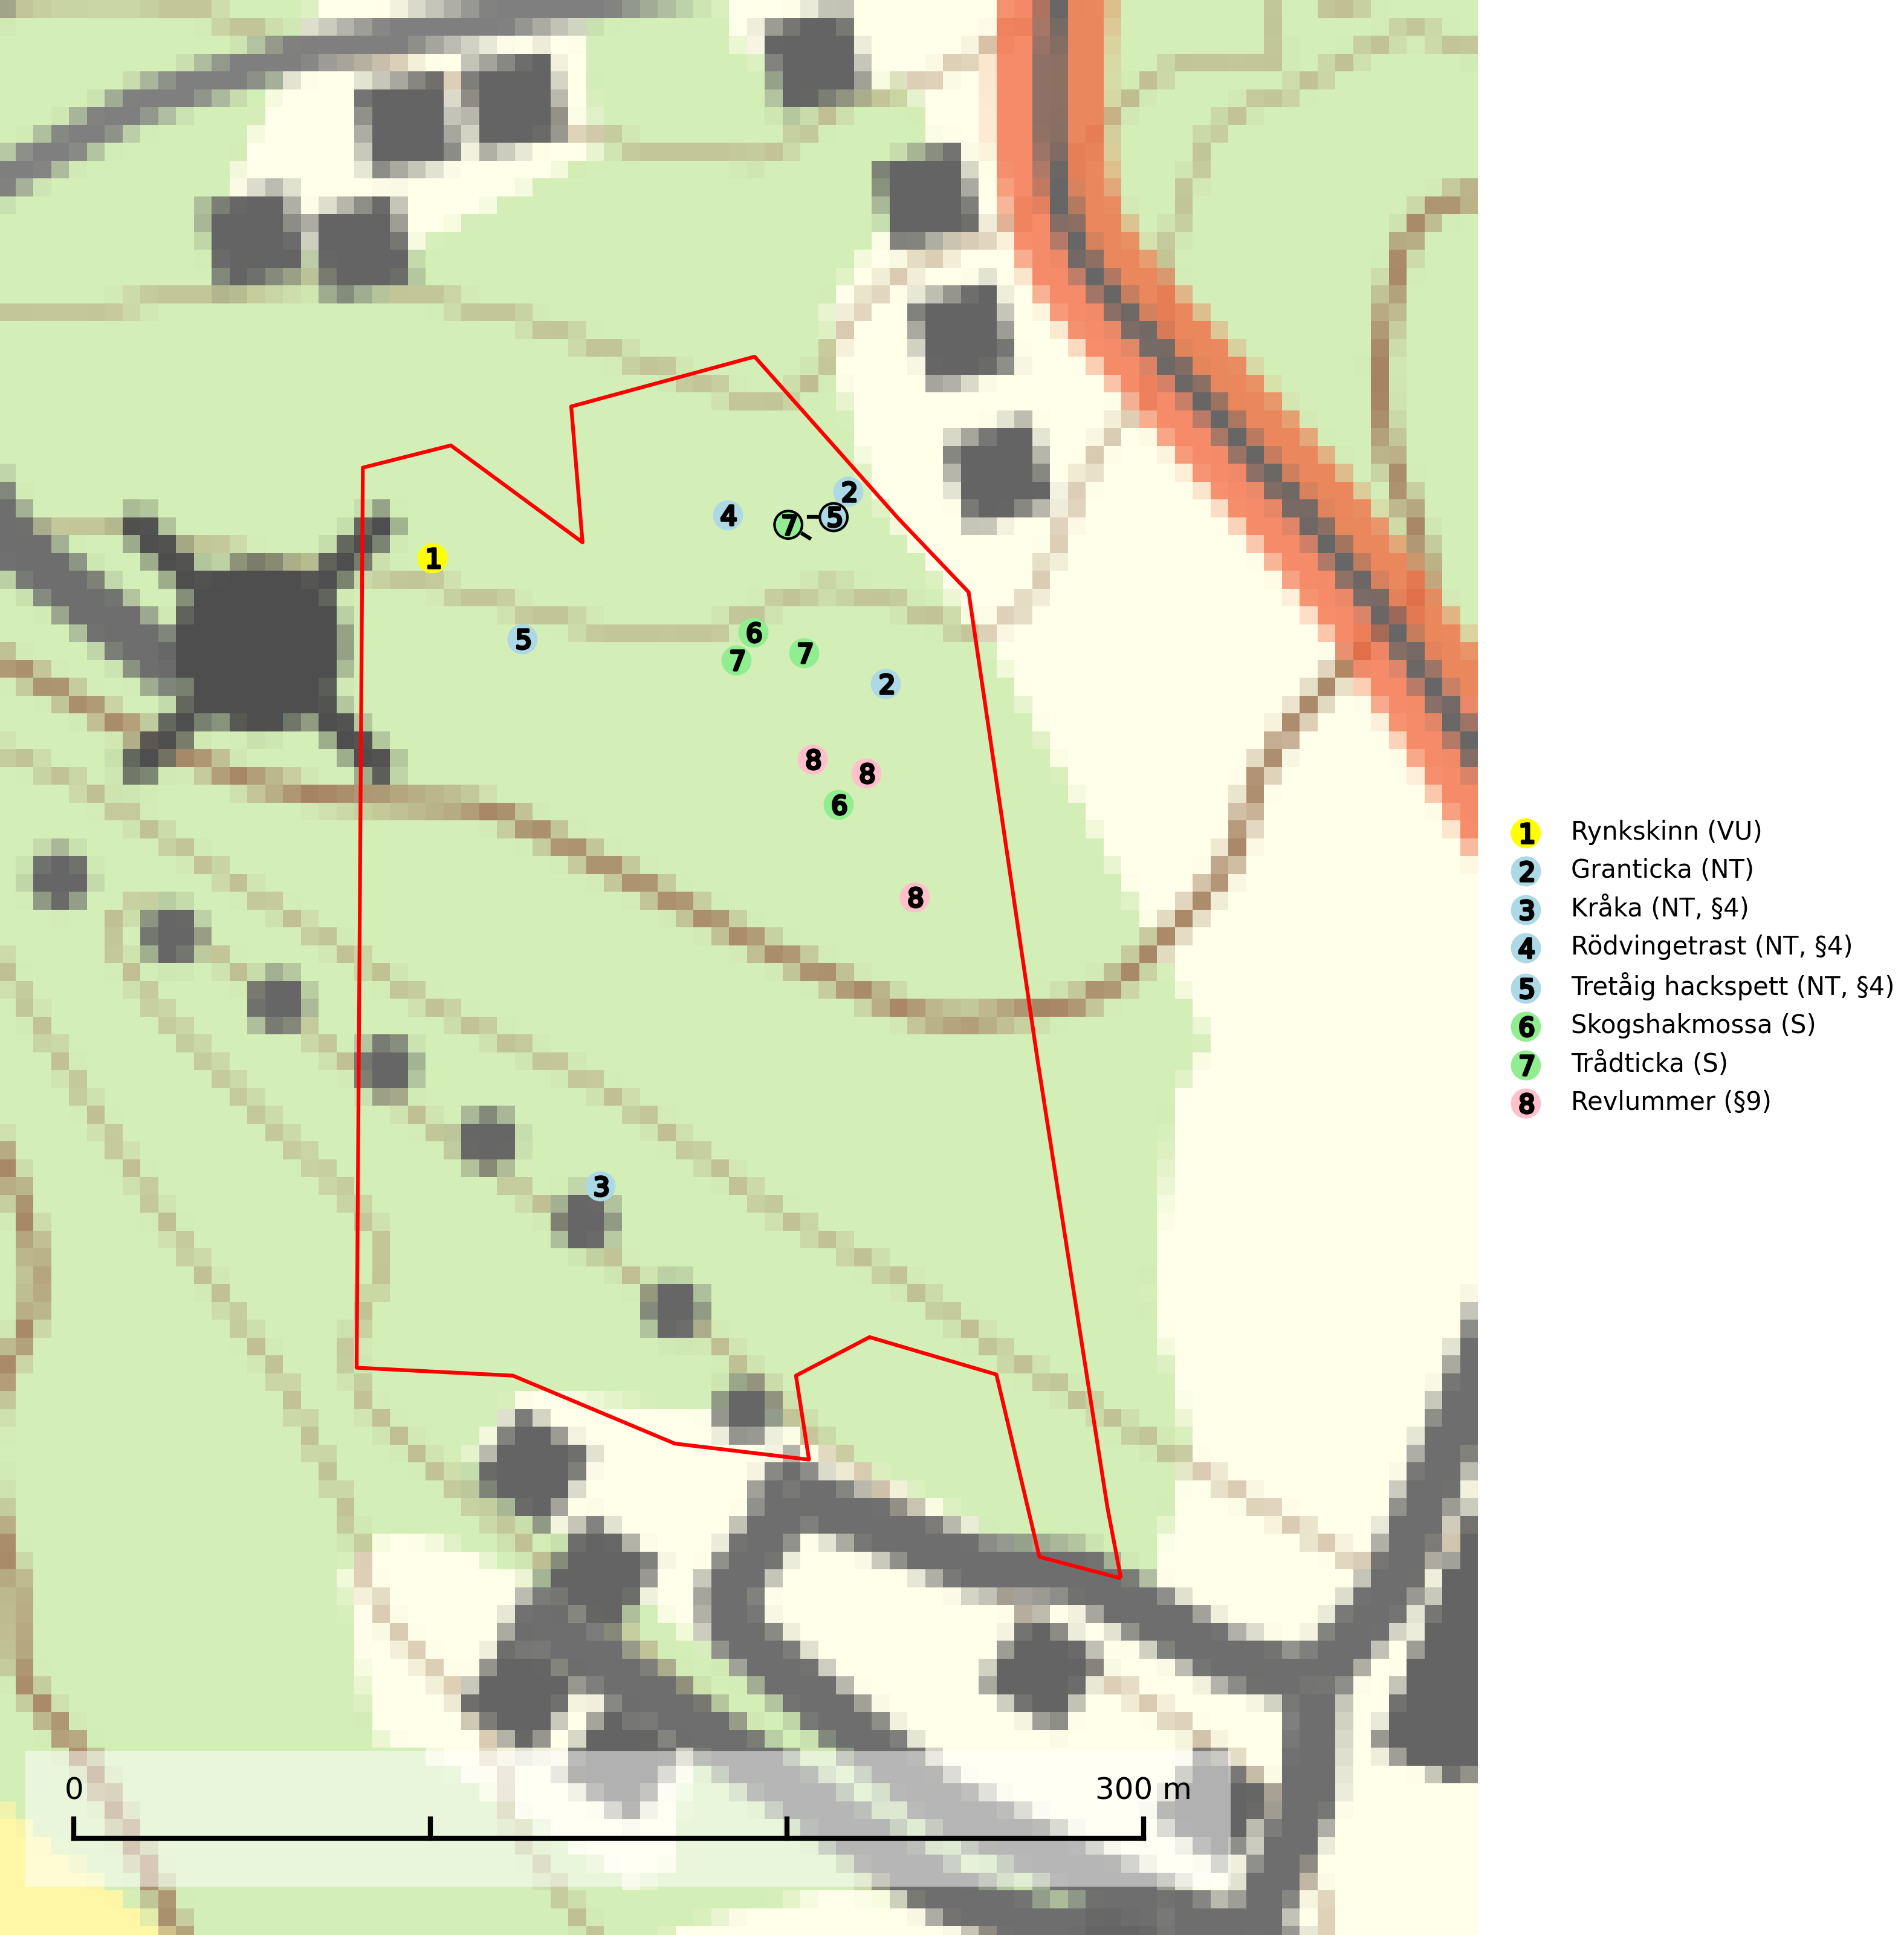 2
4
7
5
1
6
5
7
7
2
8
8
6
8
3
1 Rynkskinn (VU)
2 Granticka (NT)
3 Kråka (NT, §4)
4 Rödvingetrast (NT, §4)
5 Tretåig hackspett (NT, §4)
6 Skogshakmossa (S)
7 Trådticka (S)
8 Revlummer (§9)
0 300 m